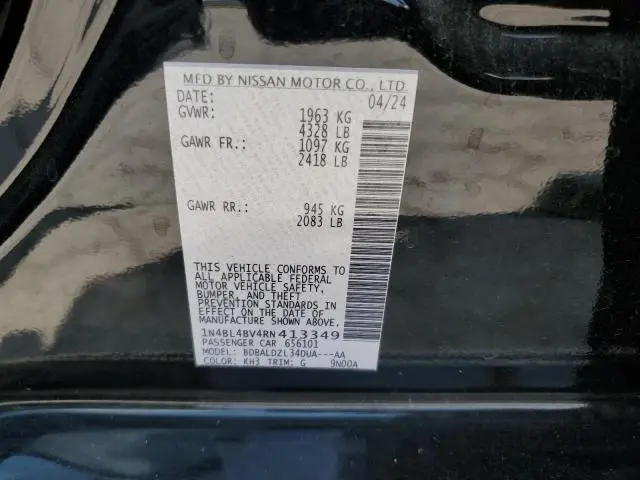 MFD BY NISSAN MOTOR CO., LTD
DATE: 04/24
GVWR: 1963 KG
4328 LB
GAWR FR.: 1097 KG
2418 LB
GAWR RR.: 945 KG
2083 LB
THIS VEHICLE CONFORMS TO
ALL APPLICABLE FEDERAL
MOTOR VEHICLE SAFETY,
BUMPER, AND THEFT
PREVENTION STANDARDS IN
EFFECT ON THE DATE OF
MANUFACTURE SHOWN ABOVE.
1N4BL4BV4RN413349
PASSENGER CAR 656101
MODEL: BDBALDZL34DUA---AA
COLOR: KH3 TRIM: G 9N00A